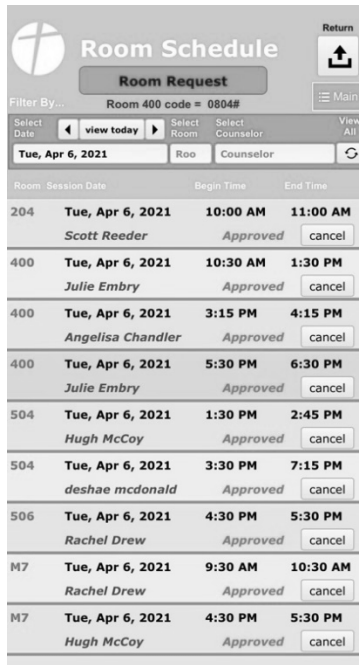 Return
Room Schedule
Room Request
Filter By...
Room 400 code = 0804#
Main
Select Date
view today
Select Room
Select Counselor
View All
Tue, Apr 6, 2021
Roo
Counselor
Room Session Date Begin Time End Time
204 Tue, Apr 6, 2021 10:00 AM 11:00 AM
Scott Reeder Approved cancel
400 Tue, Apr 6, 2021 10:30 AM 1:30 PM
Julie Embry Approved cancel
400 Tue, Apr 6, 2021 3:15 PM 4:15 PM
Angelisa Chandler Approved cancel
400 Tue, Apr 6, 2021 5:30 PM 6:30 PM
Julie Embry Approved cancel
504 Tue, Apr 6, 2021 1:30 PM 2:45 PM
Hugh McCoy Approved cancel
504 Tue, Apr 6, 2021 3:30 PM 7:15 PM
deshae mcdonald Approved cancel
506 Tue, Apr 6, 2021 4:30 PM 5:30 PM
Rachel Drew Approved cancel
M7 Tue, Apr 6, 2021 9:30 AM 10:30 AM
Rachel Drew Approved cancel
M7 Tue, Apr 6, 2021 4:30 PM 5:30 PM
Hugh McCoy Approved cancel